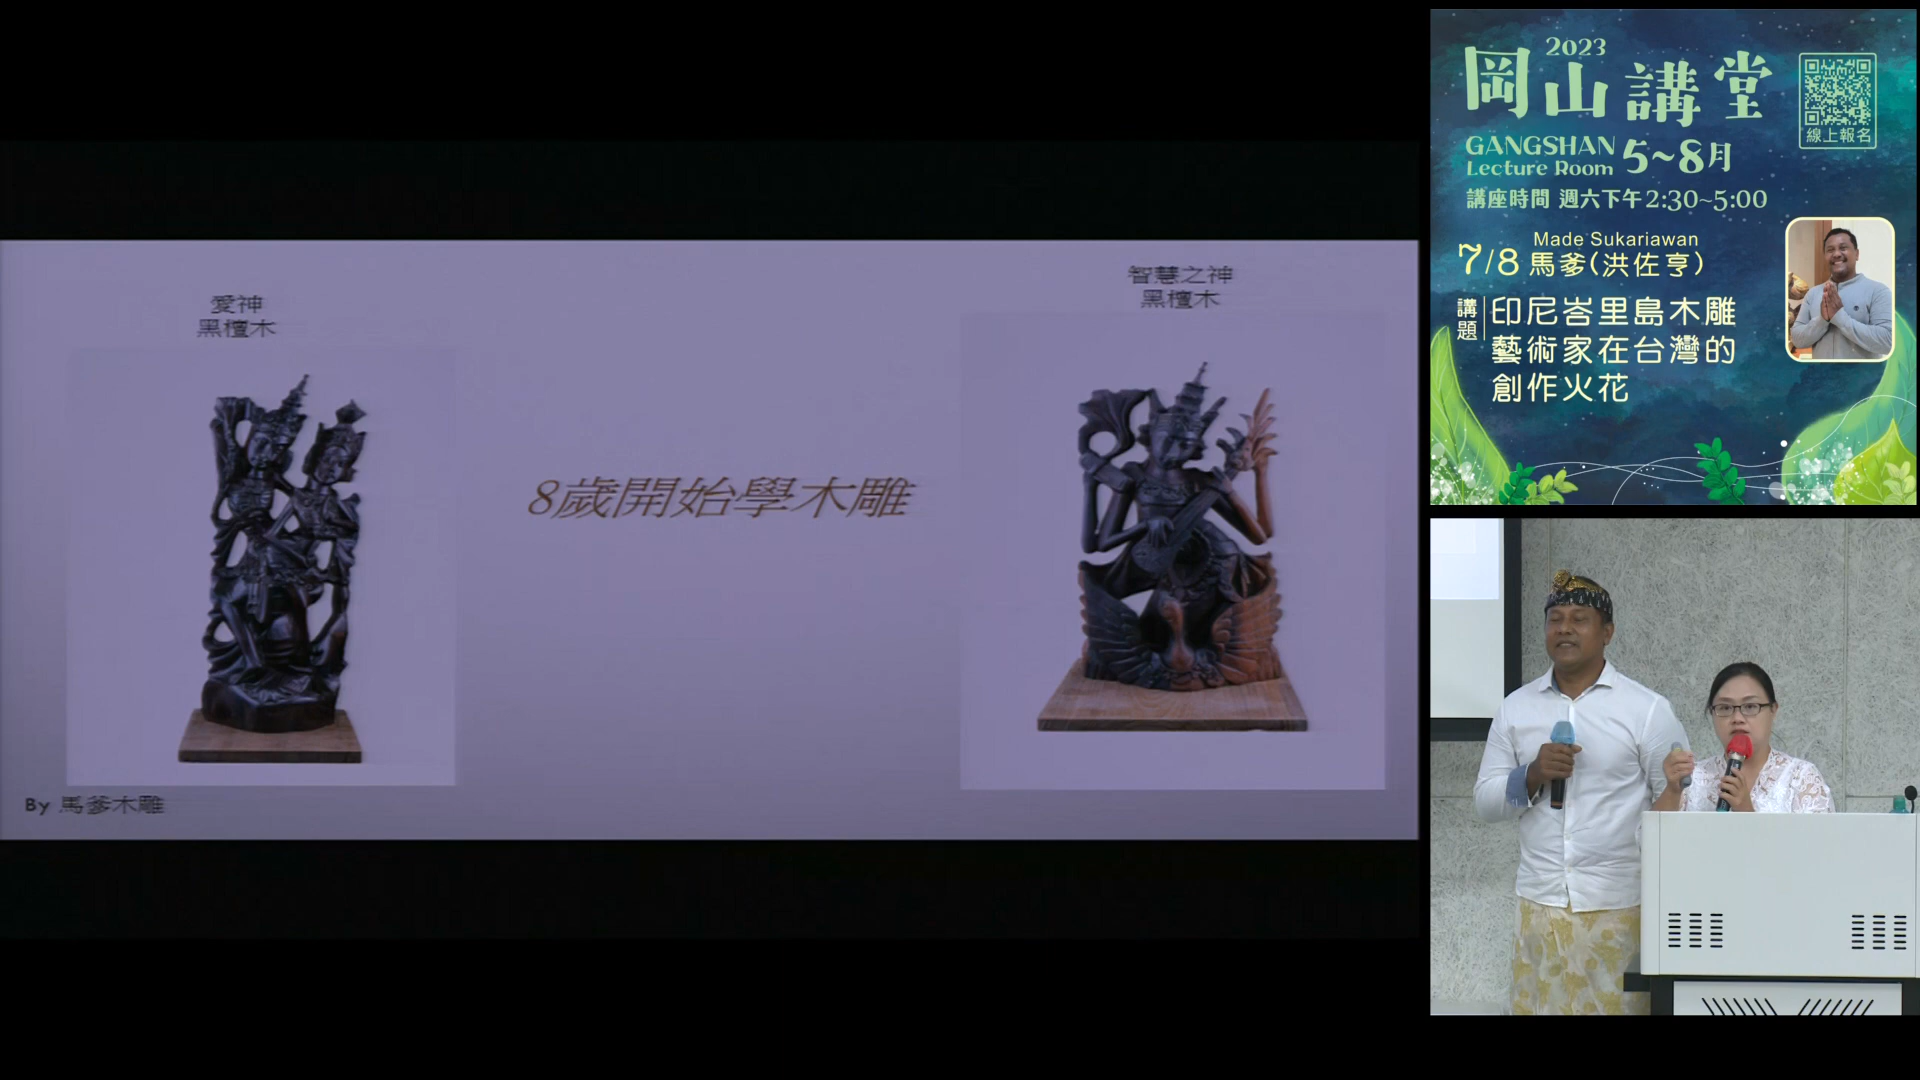 愛神
黑檀木
8歲開始學木雕
智慧之神
黑檀木
By 馬爹木雕
2023
岡山講堂
線上報名
GANGSHAN
Lecture Room
5~8月
講座時間 週六下午2:30~5:00
Made Sukariawan
7/8 馬爹(洪佐亨)
講題
印尼峇里島木雕
藝術家在台灣的
創作火花